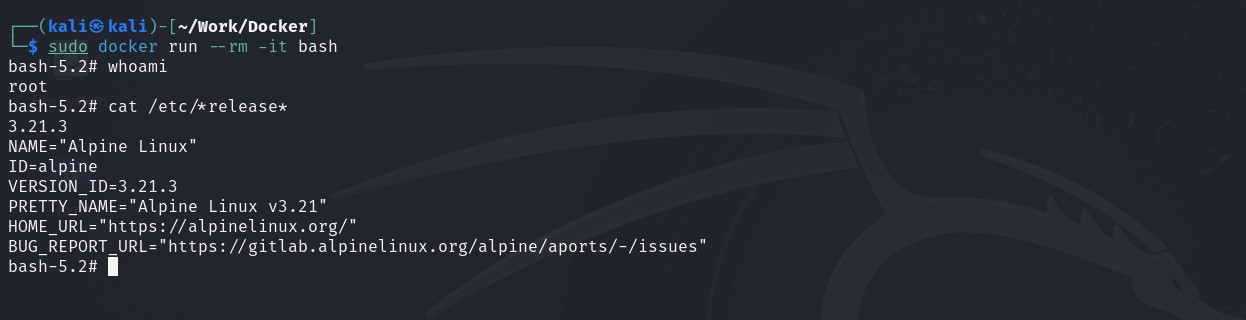 ┌──(kali㉿kali)-[~/Work/Docker]
└─$ sudo docker run --rm -it bash
bash-5.2# whoami
root
bash-5.2# cat /etc/*release*
3.21.3
NAME="Alpine Linux"
ID=alpine
VERSION_ID=3.21.3
PRETTY_NAME="Alpine Linux v3.21"
HOME_URL="https://alpinelinux.org/"
BUG_REPORT_URL="https://gitlab.alpinelinux.org/alpine/aports/-/issues"
bash-5.2#